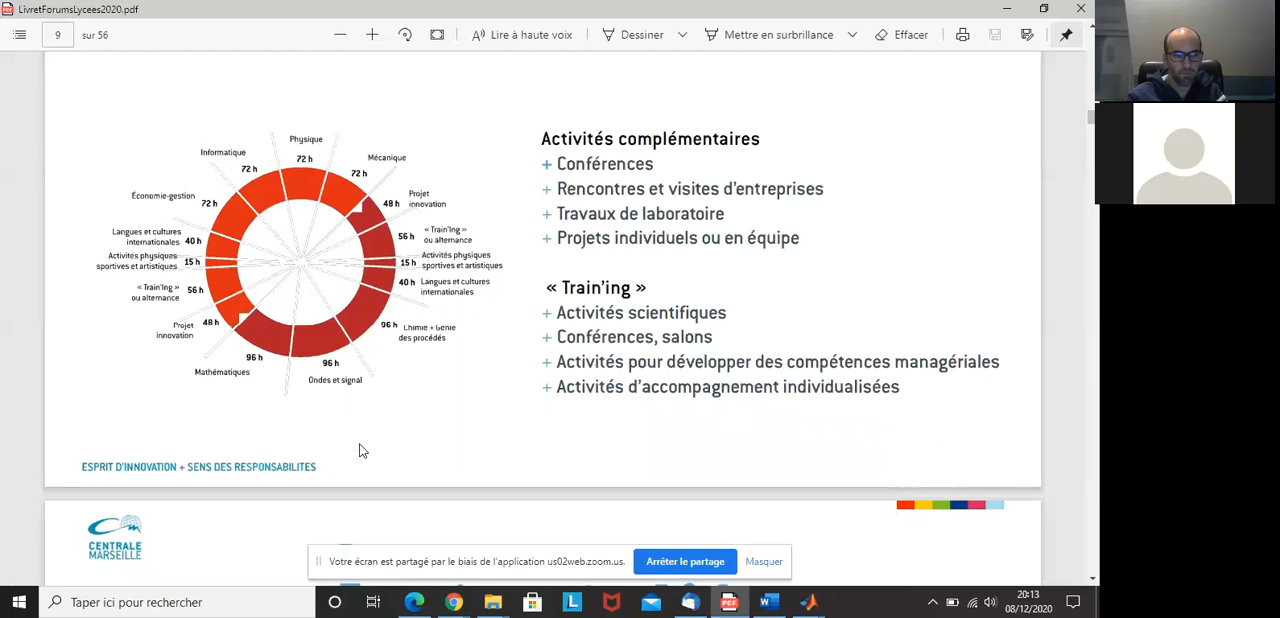 LivretForumsLycees2020.pdf
9
sur 56
Lire à haute voix
Dessiner
Mettre en surbrillance
Effacer
Physique
72 h
Informatique
72 h
Mécanique
72 h
Économie-gestion
72 h
Projet
innovation
48 h
Langues et cultures
internationales
40 h
« Train'Ing »
ou alternance
56 h
Activités physiques
sportives et artistiques
15 h
Activités physiques
sportives et artistiques
15 h
« Train'Ing »
ou alternance
56 h
Langues et cultures
internationales
40 h
Projet
innovation
48 h
Chimie + Génie
des procédés
96 h
Mathématiques
96 h
Ondes et signal
96 h
Activités complémentaires
+ Conférences
+ Rencontres et visites d'entreprises
+ Travaux de laboratoire
+ Projets individuels ou en équipe
« Train'ing »
+ Activités scientifiques
+ Conférences, salons
+ Activités pour développer des compétences managériales
+ Activités d'accompagnement individualisées
ESPRIT D'INNOVATION + SENS DES RESPONSABILITES
CENTRALE
MARSEILLE
Votre écran est partagé par le biais de l'application us02web.zoom.us.
Arrêter le partage
Masquer
Taper ici pour rechercher
20:13
08/12/2020